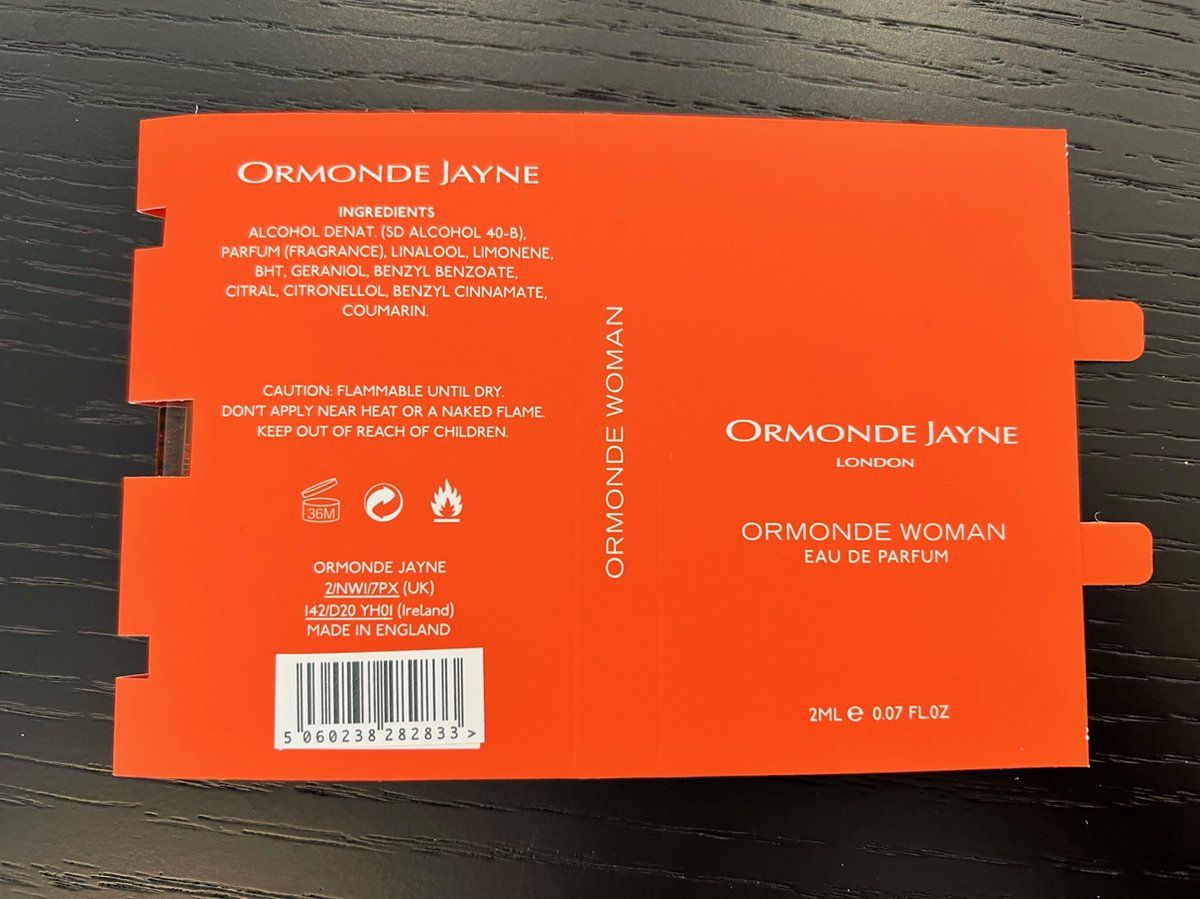 ORMONDE JAYNE
INGREDIENTS
ALCOHOL DENAT. (SD ALCOHOL 40-B),
PARFUM (FRAGRANCE), LINALOOL, LIMONENE,
BHT, GERANIOL, BENZYL BENZOATE,
CITRAL, CITRONELLOL, BENZYL CINNAMATE,
COUMARIN.
CAUTION: FLAMMABLE UNTIL DRY.
DON'T APPLY NEAR HEAT OR A NAKED FLAME.
KEEP OUT OF REACH OF CHILDREN.
36M
ORMONDE JAYNE
2/NW1/7PX (UK)
142/D20 YH01 (Ireland)
MADE IN ENGLAND
5 060238 282833 >
ORMONDE WOMAN
ORMONDE JAYNE
LONDON
ORMONDE WOMAN
EAU DE PARFUM
2ML e 0.07 FL.OZ